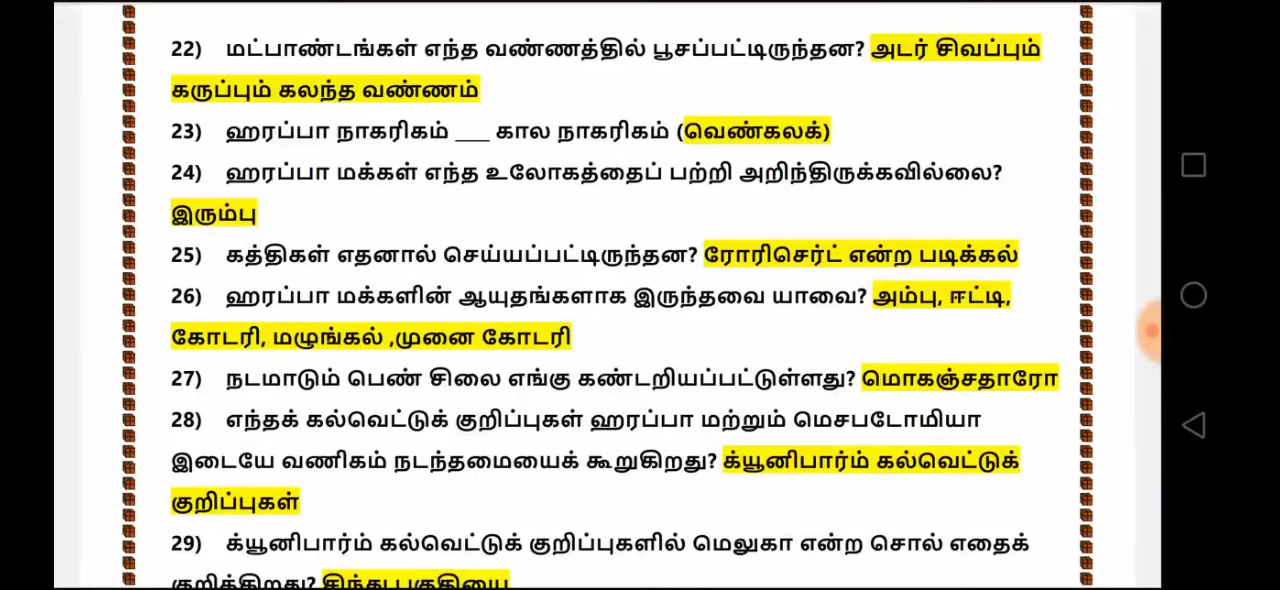 22) மட்பாண்டங்கள் எந்த வண்ணத்தில் பூசப்பட்டிருந்தன? அடர் சிவப்பும்
கருப்பும் கலந்த வண்ணம்
23) ஹரப்பா நாகரிகம் ___ கால நாகரிகம் (வெண்கலக்)
24) ஹரப்பா மக்கள் எந்த உலோகத்தைப் பற்றி அறிந்திருக்கவில்லை?
இரும்பு
25) கத்திகள் எதனால் செய்யப்பட்டிருந்தன? ரோரிசெர்ட் என்ற படிக்கல்
26) ஹரப்பா மக்களின் ஆயுதங்களாக இருந்தவை யாவை? அம்பு, ஈட்டி,
கோடரி, மழுங்கல் ,முனை கோடரி
27) நடமாடும் பெண் சிலை எங்கு கண்டறியப்பட்டுள்ளது? மொகஞ்சதாரோ
28) எந்தக் கல்வெட்டுக் குறிப்புகள் ஹரப்பா மற்றும் மெசபடோமியா
இடையே வணிகம் நடந்தமையைக் கூறுகிறது? க்யூனிபார்ம் கல்வெட்டுக்
குறிப்புகள்
29) க்யூனிபார்ம் கல்வெட்டுக் குறிப்புகளில் மெலுகா என்ற சொல் எதைக்
குறிக்கிறது? சிந்துபகுதியை